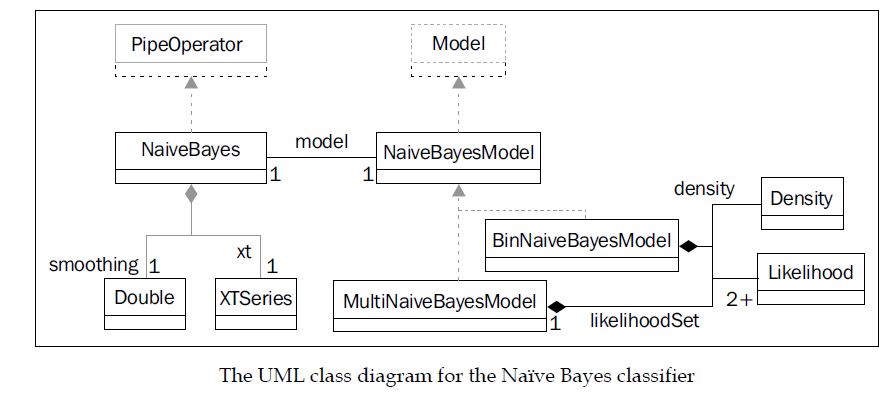 PipeOperator
Model
NaiveBayes
model
NaiveBayesModel
1
1
density
Density
BinNaiveBayesModel
smoothing
1
xt
1
Likelihood
Double
XTSeries
MultiNaiveBayesModel
2+
1
likelihoodSet
The UML class diagram for the Naïve Bayes classifier